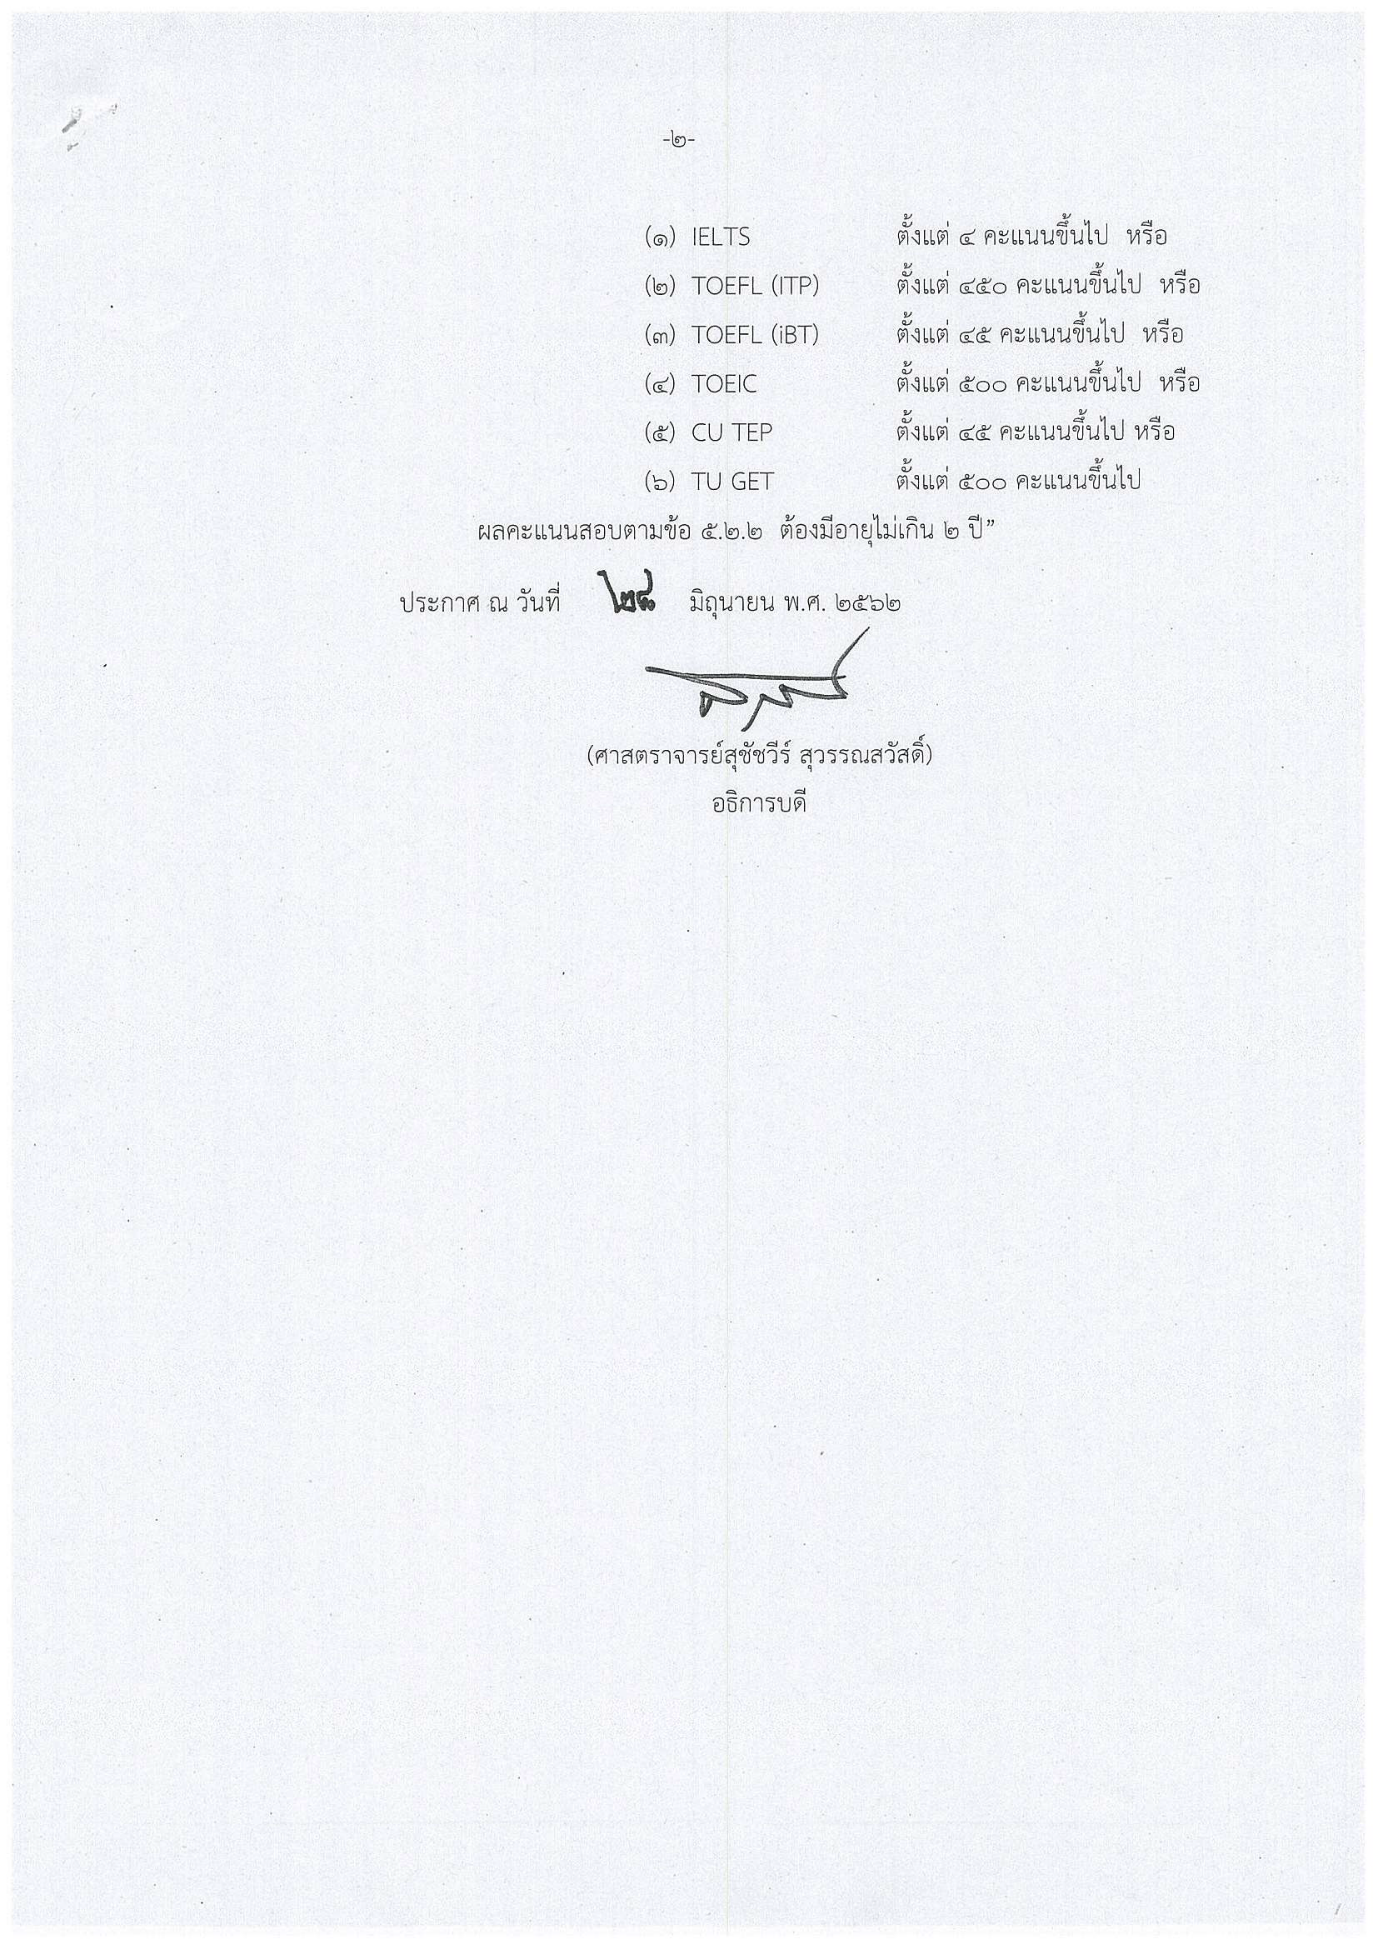 -๒-
(๑) IELTS ตั้งแต่ ๔ คะแนนขึ้นไป หรือ
(๒) TOEFL (ITP) ตั้งแต่ ๔๕๐ คะแนนขึ้นไป หรือ
(๓) TOEFL (iBT) ตั้งแต่ ๔๕ คะแนนขึ้นไป หรือ
(๔) TOEIC ตั้งแต่ ๕๐๐ คะแนนขึ้นไป หรือ
(๕) CU TEP ตั้งแต่ ๔๕ คะแนนขึ้นไป หรือ
(๖) TU GET ตั้งแต่ ๕๐๐ คะแนนขึ้นไป
ผลคะแนนสอบตามข้อ ๕.๒.๒ ต้องมีอายุไม่เกิน ๒ ปี”
ประกาศ ณ วันที่ มิถุนายน พ.ศ. ๒๕๖๒
(ศาสตราจารย์สุชัชวีร์ สุวรรณสวัสดิ์)
อธิการบดี